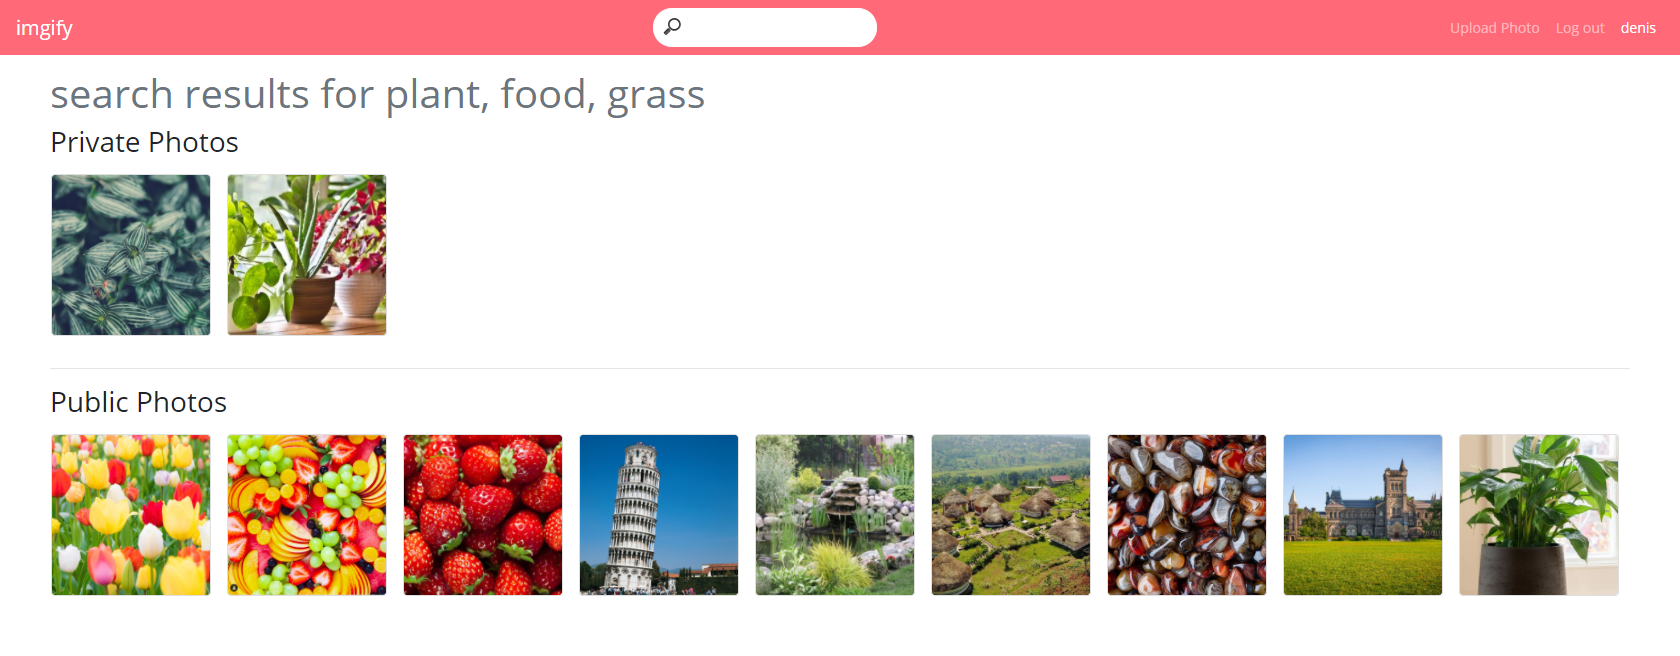 imgify
Upload Photo Log out denis
search results for plant, food, grass
Private Photos
Public Photos